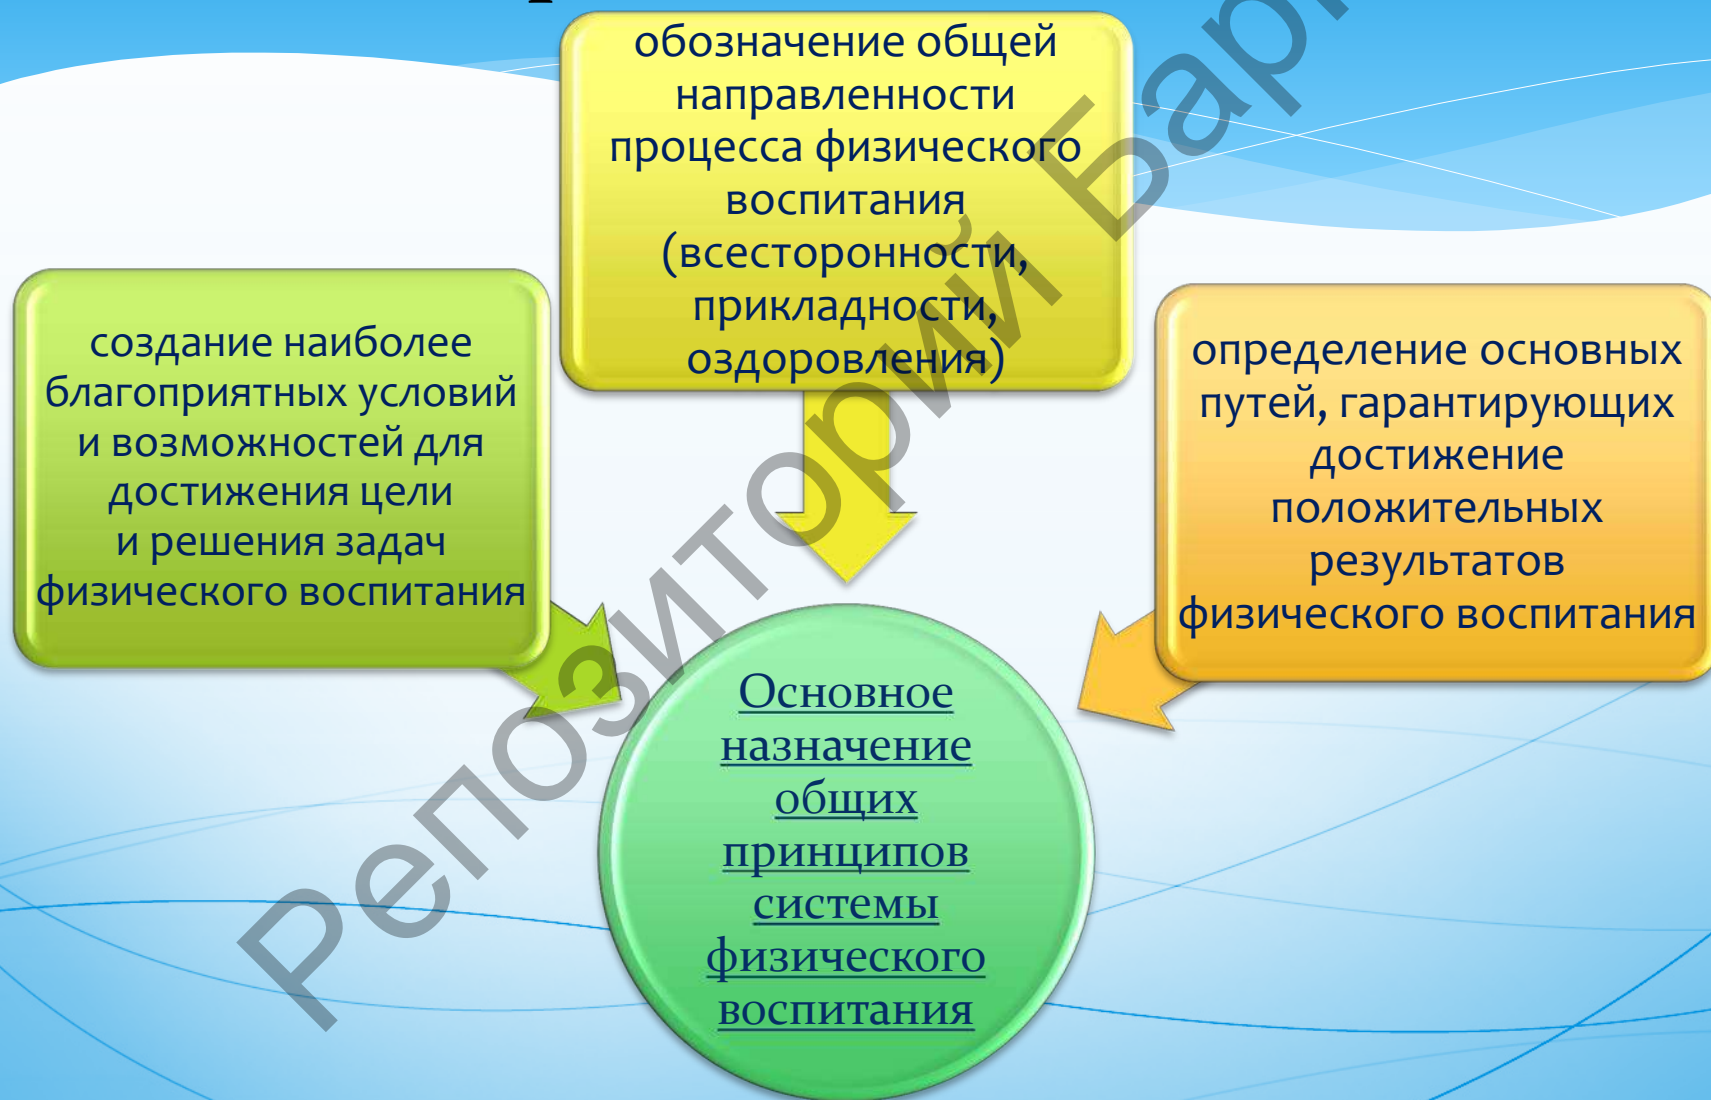 обозначение общей
направленности
процесса физического
воспитания
(всесторонности,
прикладности,
оздоровления)
создание наиболее
благоприятных условий
и возможностей для
достижения цели
и решения задач
физического воспитания
определение основных
путей, гарантирующих
достижение
положительных
результатов
физического воспитания
Основное
назначение
общих
принципов
системы
физического
воспитания
Репозиторий Бар